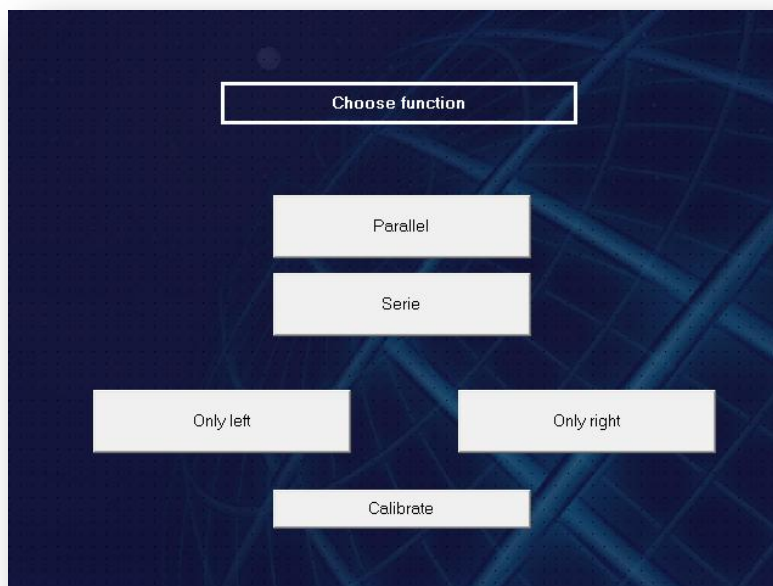 Choose function
Parallel
Serie
Only left
Only right
Calibrate